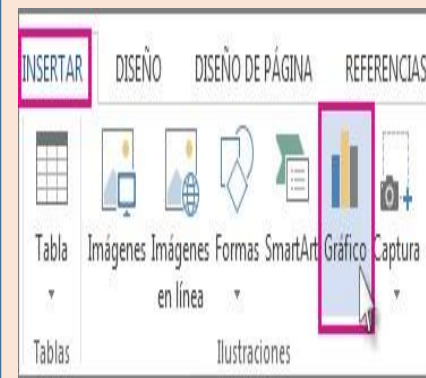 INSERTAR DISEÑO DISEÑO DE PÁGINA REFERENCIAS
Tabla Imágenes Imágenes Formas SmartArt Gráfico Captura
en línea
Tablas Ilustraciones